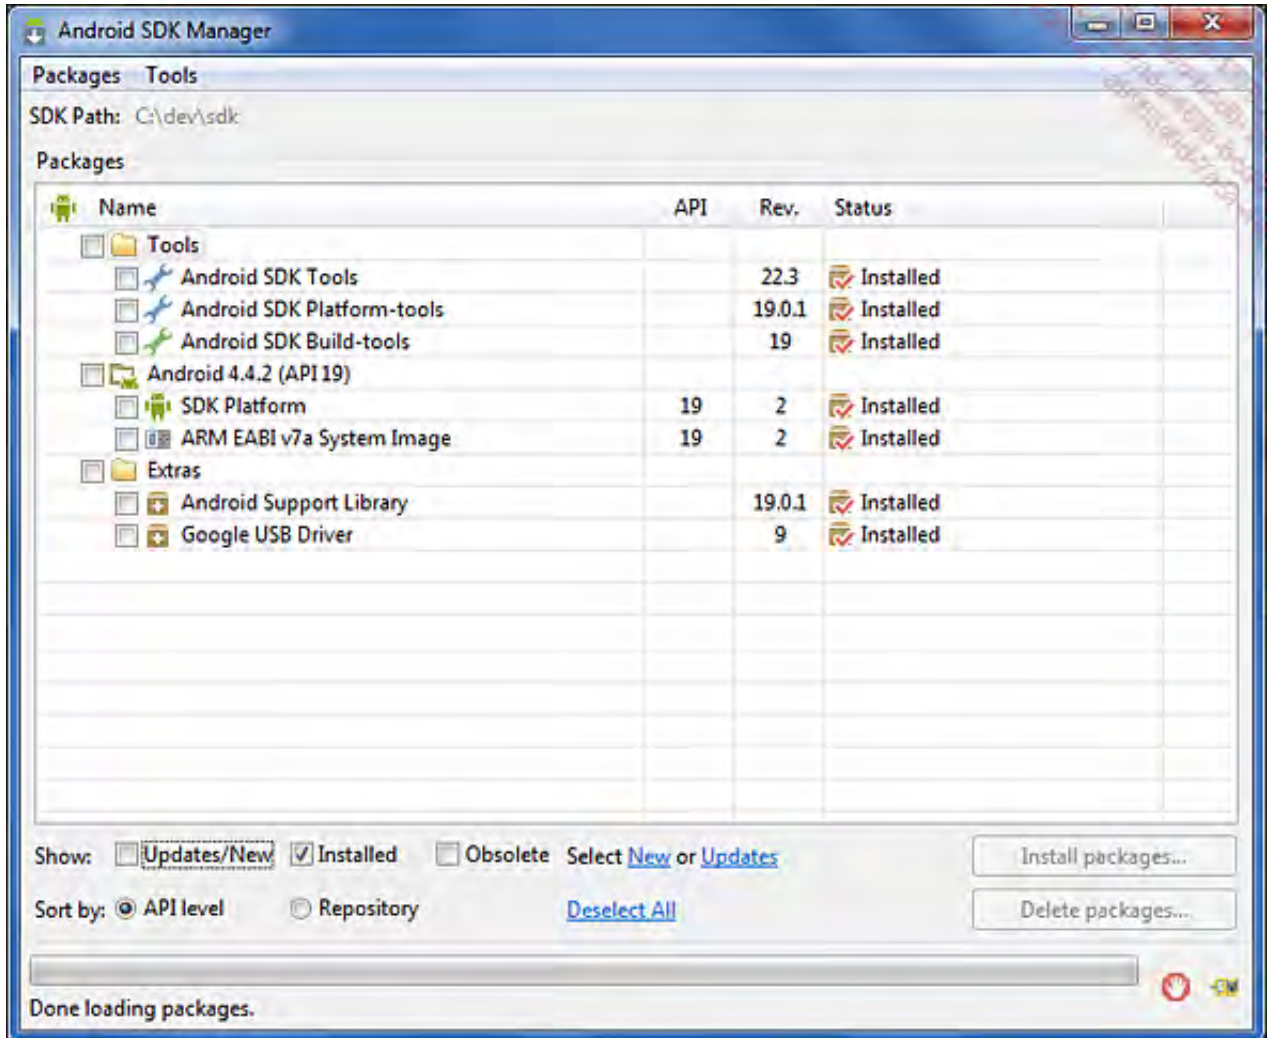 Android SDK Manager
Packages Tools
SDK Path: C:\dev\sdk
Packages
Name API Rev. Status
Tools
Android SDK Tools 22.3 Installed
Android SDK Platform-tools 19.0.1 Installed
Android SDK Build-tools 19 Installed
Android 4.4.2 (API 19)
SDK Platform 19 2 Installed
ARM EABI v7a System Image 19 2 Installed
Extras
Android Support Library 19.0.1 Installed
Google USB Driver 9 Installed
Show: Updates/New Installed Obsolete Select New or Updates Install packages...
Sort by: API level Repository Deselect All Delete packages...
Done loading packages.